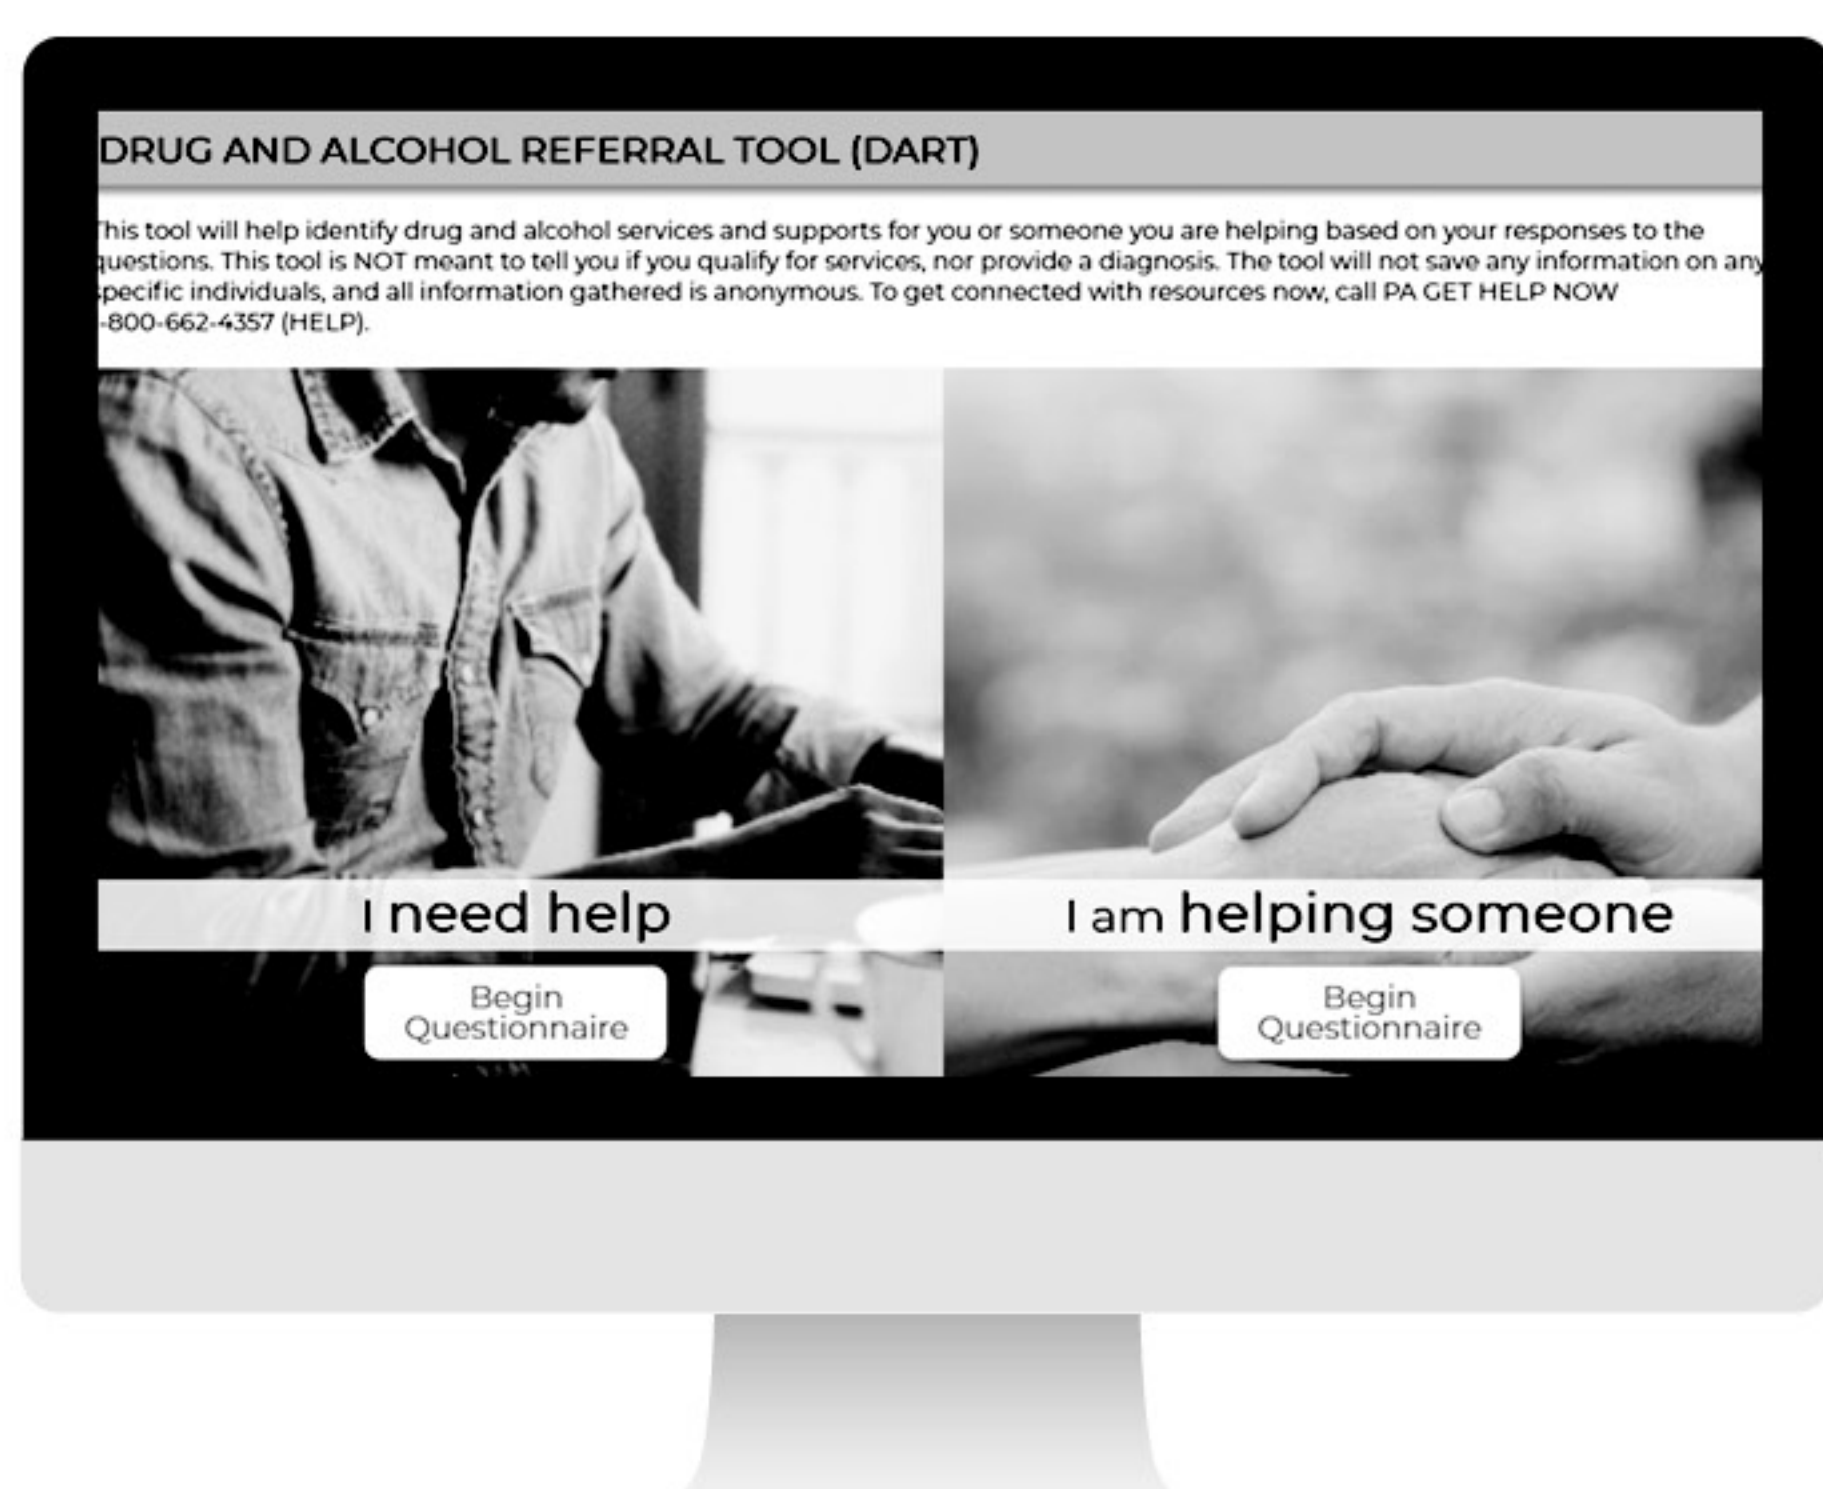 DRUG AND ALCOHOL REFERRAL TOOL (DART)
This tool will help identify drug and alcohol services and supports for you or someone you are helping based on your responses to the
questions. This tool is NOT meant to tell you if you qualify for services, nor provide a diagnosis. The tool will not save any information on any
specific individuals, and all information gathered is anonymous. To get connected with resources now, call PA GET HELP NOW
-800-662-4357 (HELP).
I need help
I am helping someone
Begin
Questionnaire
Begin
Questionnaire